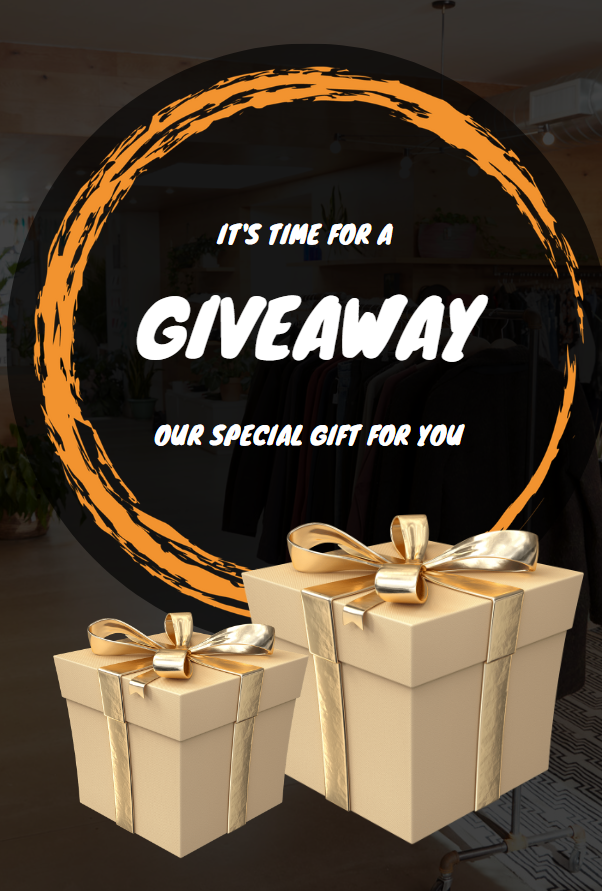 IT'S TIME FOR A
GIVEAWAY
OUR SPECIAL GIFT FOR YOU